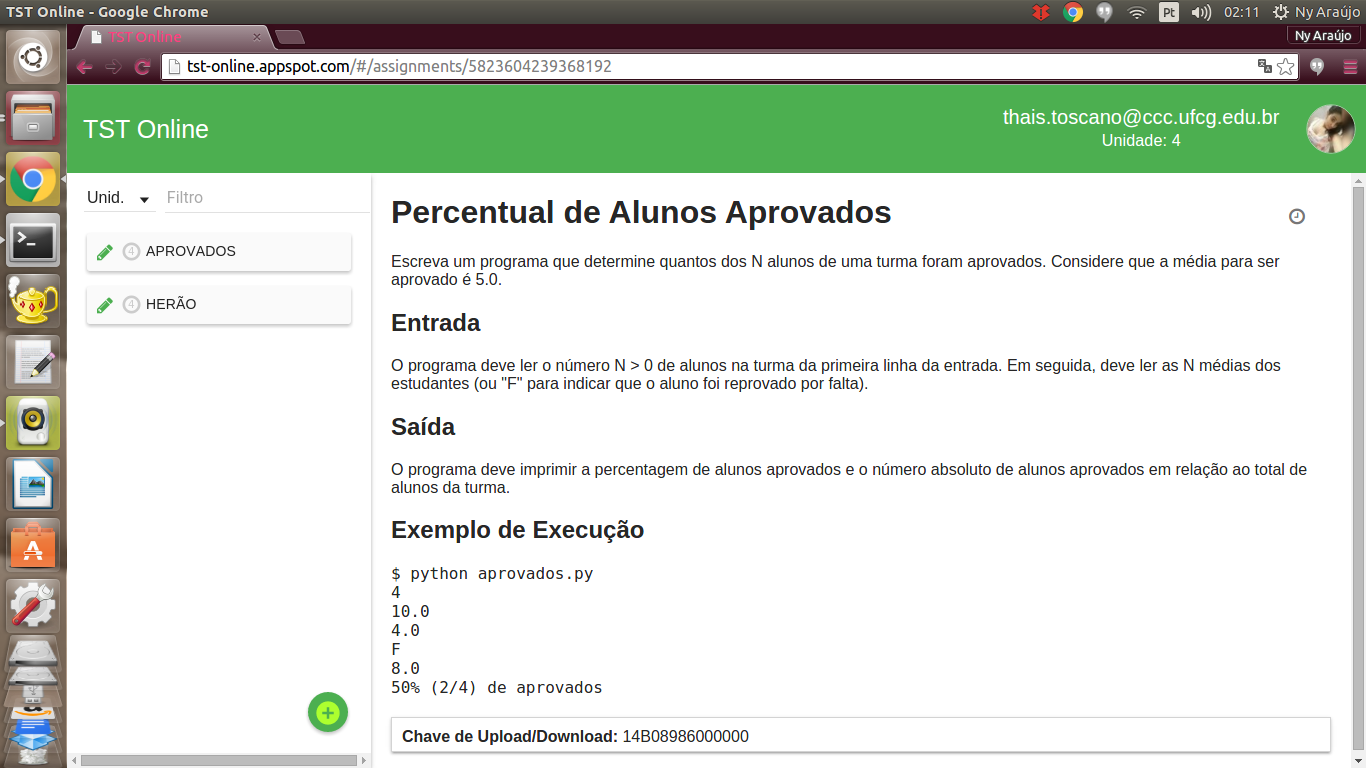 TST Online - Google Chrome
Pt
02:11
Ny Araújo
TST Online
Ny Araújo
tst-online.appspot.com/#/assignments/5823604239368192
TST Online
thais.toscano@ccc.ufcg.edu.br
Unidade: 4
Unid.
Filtro
4 APROVADOS
4 HERÃO
Percentual de Alunos Aprovados
Escreva um programa que determine quantos dos N alunos de uma turma foram aprovados. Considere que a média para ser
aprovado é 5.0.
Entrada
O programa deve ler o número N > 0 de alunos na turma da primeira linha da entrada. Em seguida, deve ler as N médias dos
estudantes (ou "F" para indicar que o aluno foi reprovado por falta).
Saída
O programa deve imprimir a percentagem de alunos aprovados e o número absoluto de alunos aprovados em relação ao total de
alunos da turma.
Exemplo de Execução
$ python aprovados.py
4
10.0
4.0
F
8.0
50% (2/4) de aprovados
Chave de Upload/Download: 14B08986000000